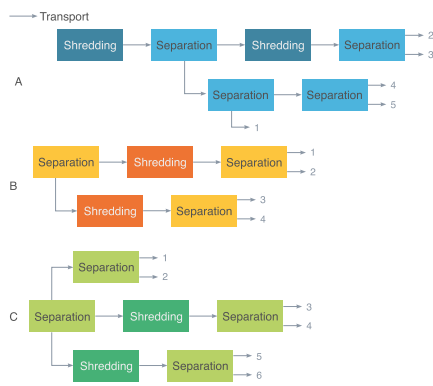 Transport
Shredding Separation Shredding Separation 2
3
A
Separation Separation 4
5
1
B
Separation Shredding Separation 1
2
Shredding Separation 3
4
C
Separation 1
2
Separation Shredding Separation 3
4
Shredding Separation 5
6